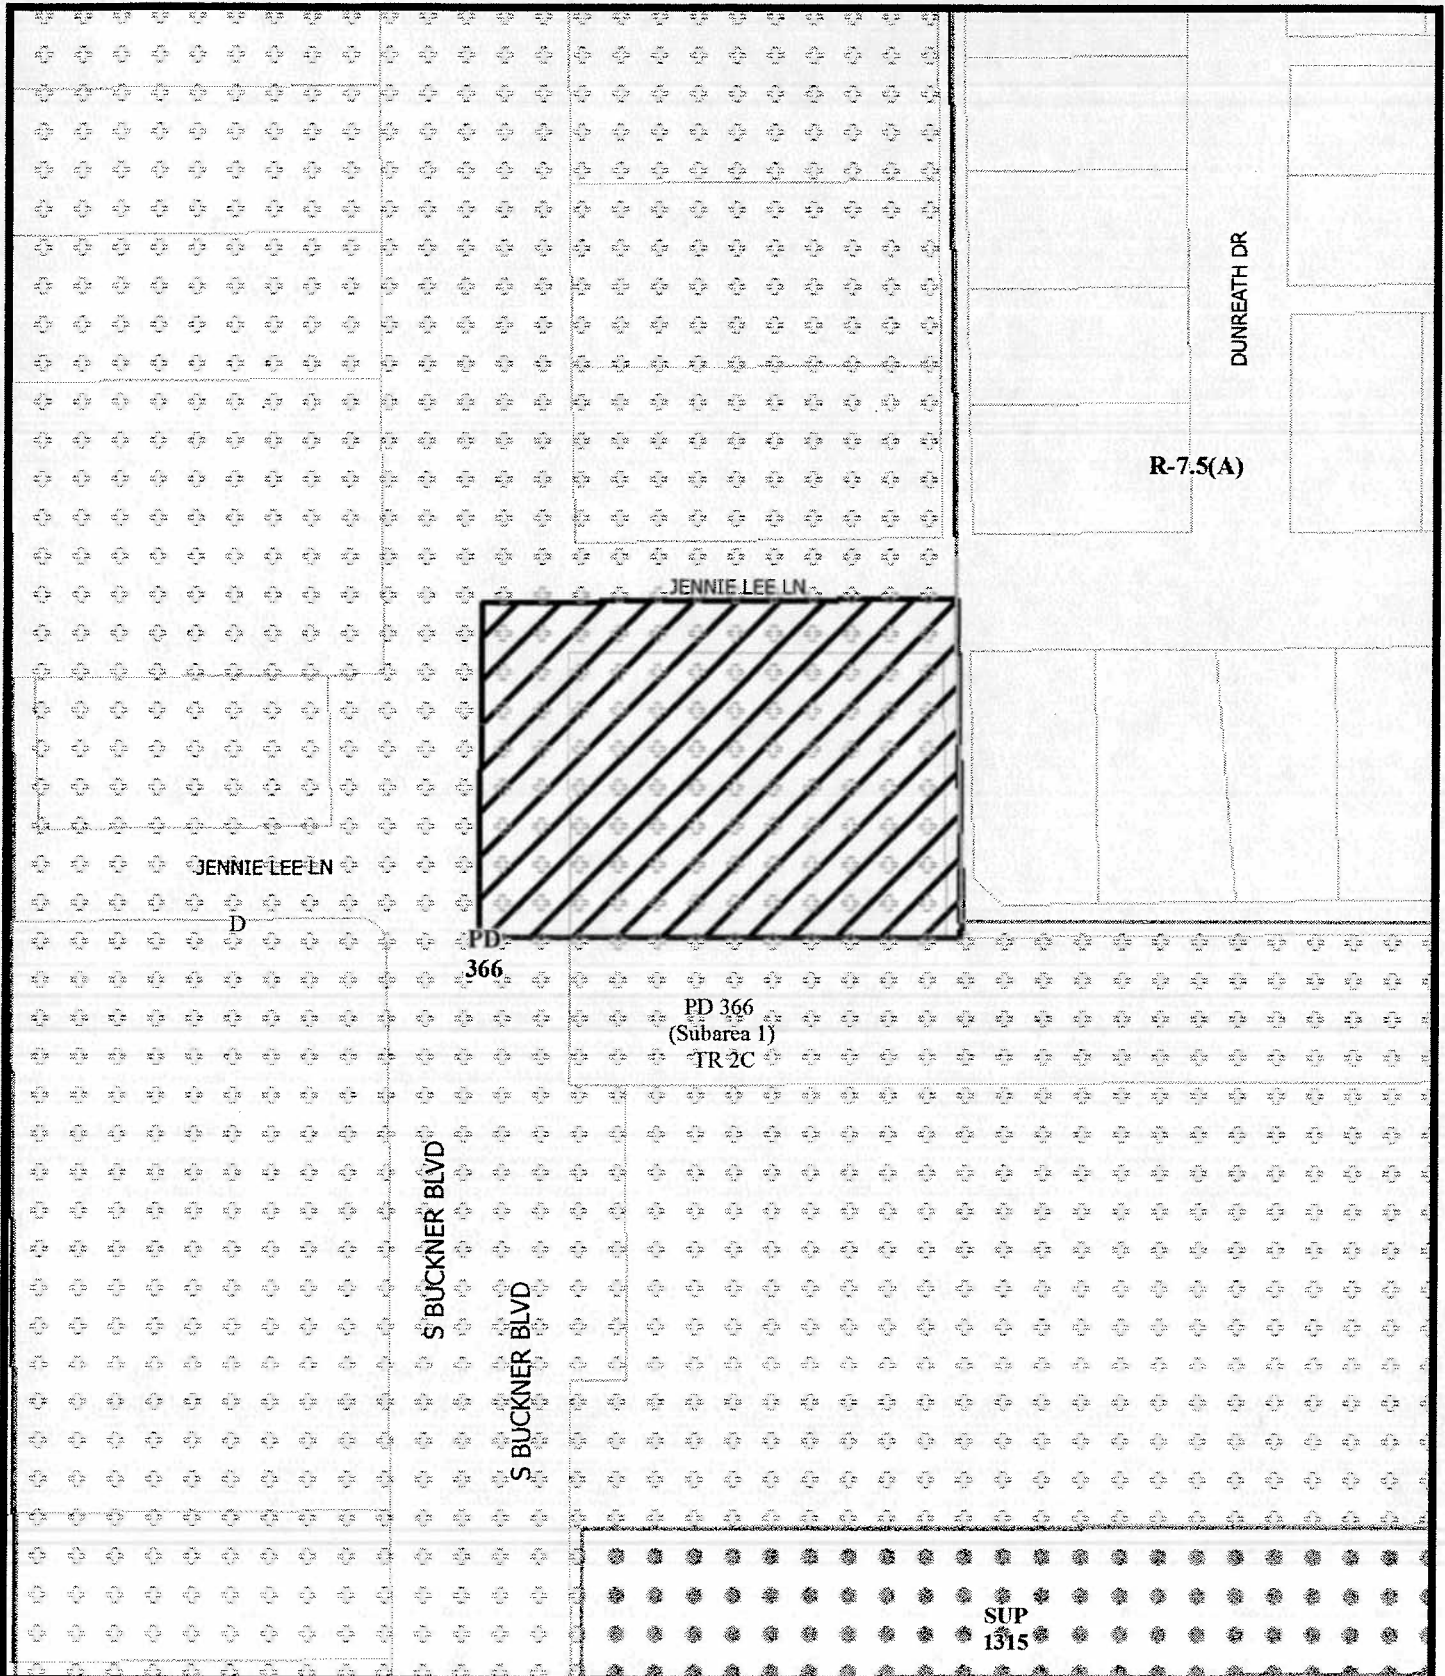 DUNREATH DR
R-7.5(A)
JENNIE LEE LN
JENNIE LEE LN
D
PD
366
PD 366
(Subarea 1)
TR 2C
S BUCKNER BLVD
S BUCKNER BLVD
SUP
1315